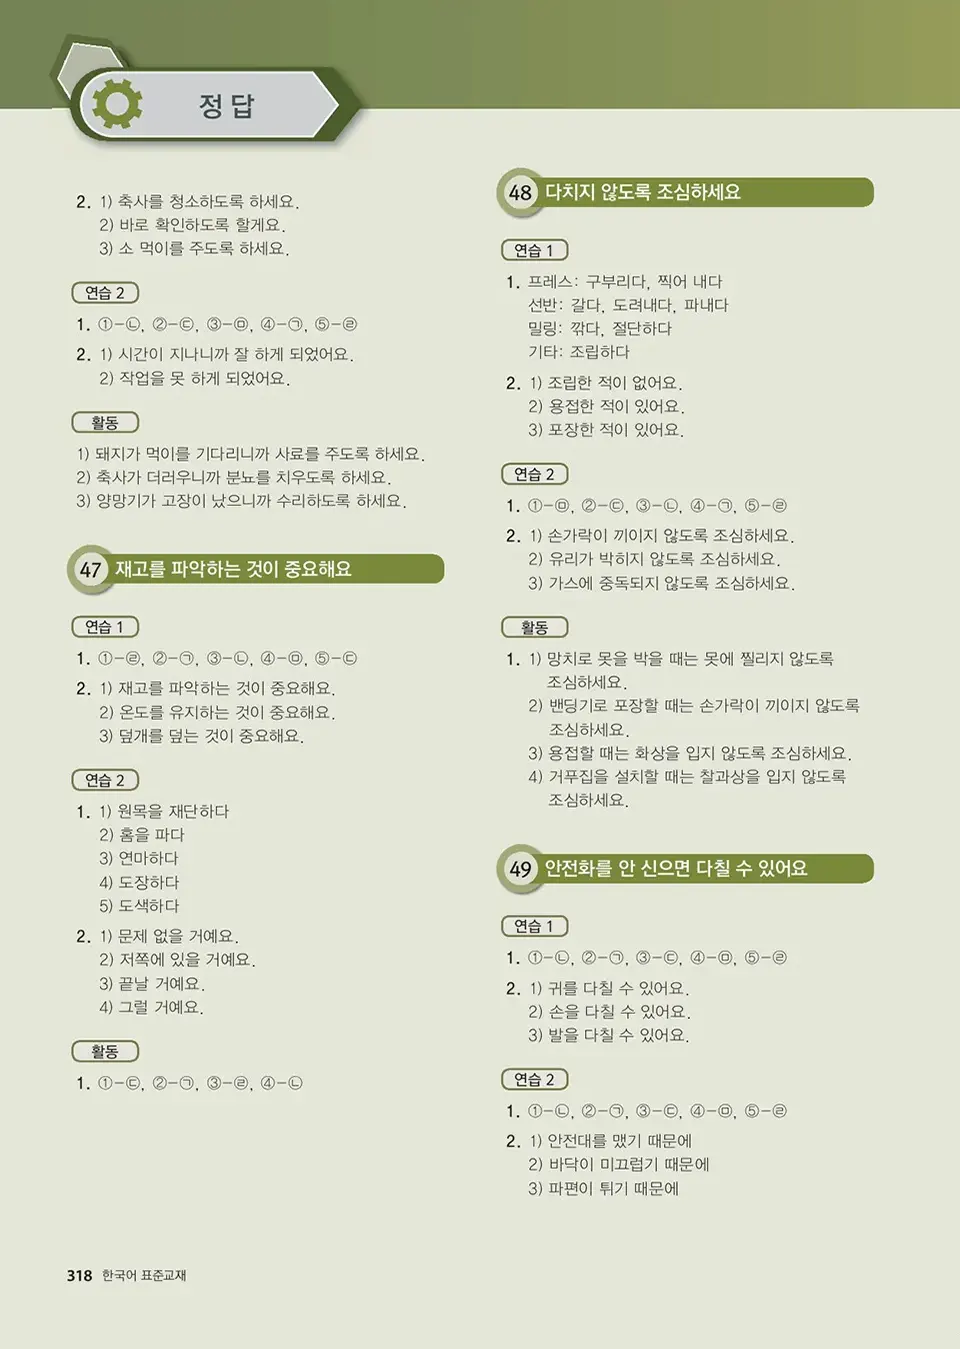 정답
2. 1) 축사를 청소하도록 하세요.
2) 바로 확인하도록 할게요.
3) 소 먹이를 주도록 하세요.
연습 2
1. ①-㉡, ②-㉢, ③-㉤, ④-㉠, ⑤-㉣
2. 1) 시간이 지나니까 잘 하게 되었어요.
2) 작업을 못 하게 되었어요.
활동
1) 돼지가 먹이를 기다리니까 사료를 주도록 하세요.
2) 축사가 더러우니까 분뇨를 치우도록 하세요.
3) 양망기가 고장이 났으니까 수리하도록 하세요.
47 재고를 파악하는 것이 중요해요
연습 1
1. ①-㉣, ②-㉠, ③-㉡, ④-㉤, ⑤-㉢
2. 1) 재고를 파악하는 것이 중요해요.
2) 온도를 유지하는 것이 중요해요.
3) 덮개를 덮는 것이 중요해요.
연습 2
1. 1) 원목을 재단하다
2) 홈을 파다
3) 연마하다
4) 도장하다
5) 도색하다
2. 1) 문제 없을 거예요.
2) 저쪽에 있을 거예요.
3) 끝날 거예요.
4) 그럴 거예요.
활동
1. ①-㉢, ②-㉠, ③-㉣, ④-㉡
48 다치지 않도록 조심하세요
연습 1
1. 프레스: 구부리다, 찍어 내다
선반: 갈다, 도려내다, 파내다
밀링: 깎다, 절단하다
기타: 조립하다
2. 1) 조립한 적이 없어요.
2) 용접한 적이 있어요.
3) 포장한 적이 있어요.
연습 2
1. ①-㉤, ②-㉢, ③-㉡, ④-㉠, ⑤-㉣
2. 1) 손가락이 끼이지 않도록 조심하세요.
2) 유리가 박히지 않도록 조심하세요.
3) 가스에 중독되지 않도록 조심하세요.
활동
1. 1) 망치로 못을 박을 때는 못에 찔리지 않도록
조심하세요.
2) 밴딩기로 포장할 때는 손가락이 끼이지 않도록
조심하세요.
3) 용접할 때는 화상을 입지 않도록 조심하세요.
4) 거푸집을 설치할 때는 찰과상을 입지 않도록
조심하세요.
49 안전화를 안 신으면 다칠 수 있어요
연습 1
1. ①-㉡, ②-㉠, ③-㉢, ④-㉤, ⑤-㉣
2. 1) 귀를 다칠 수 있어요.
2) 손을 다칠 수 있어요.
3) 발을 다칠 수 있어요.
연습 2
1. ①-㉡, ②-㉠, ③-㉢, ④-㉤, ⑤-㉣
2. 1) 안전대를 맸기 때문에
2) 바닥이 미끄럽기 때문에
3) 파편이 튀기 때문에
318 한국어 표준교재